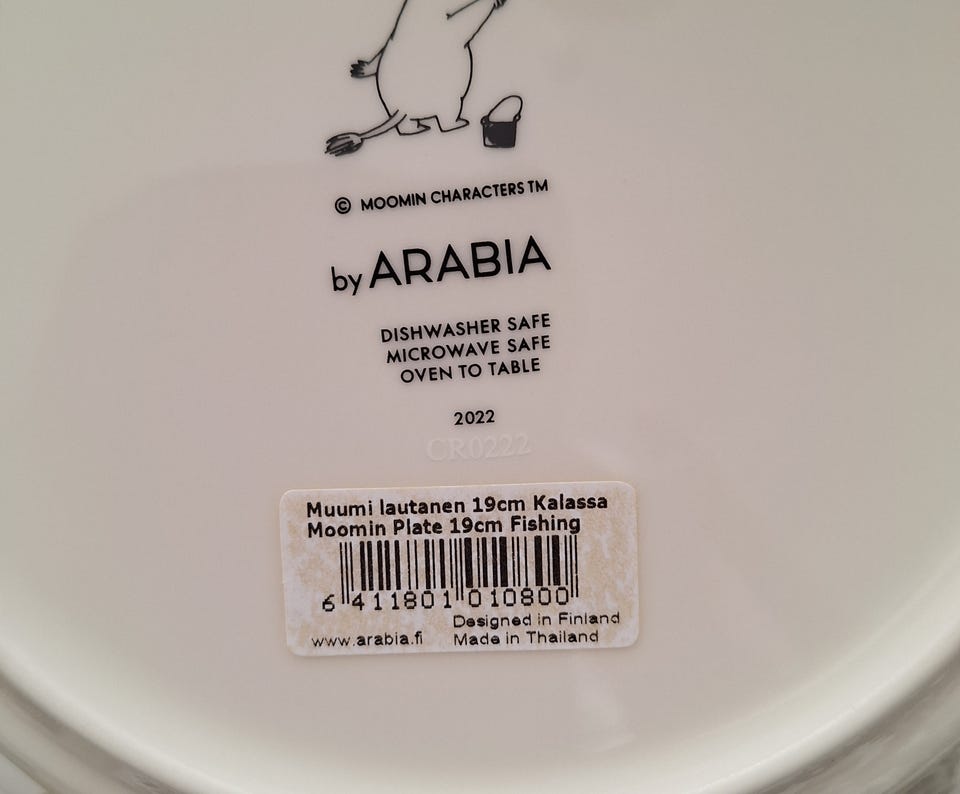 © MOOMIN CHARACTERS TM
by ARABIA
DISHWASHER SAFE
MICROWAVE SAFE
OVEN TO TABLE
2022
CR0222
Muumi lautanen 19cm Kalassa
Moomin Plate 19cm Fishing
6 411801 010800
Designed in Finland
www.arabia.fi Made in Thailand